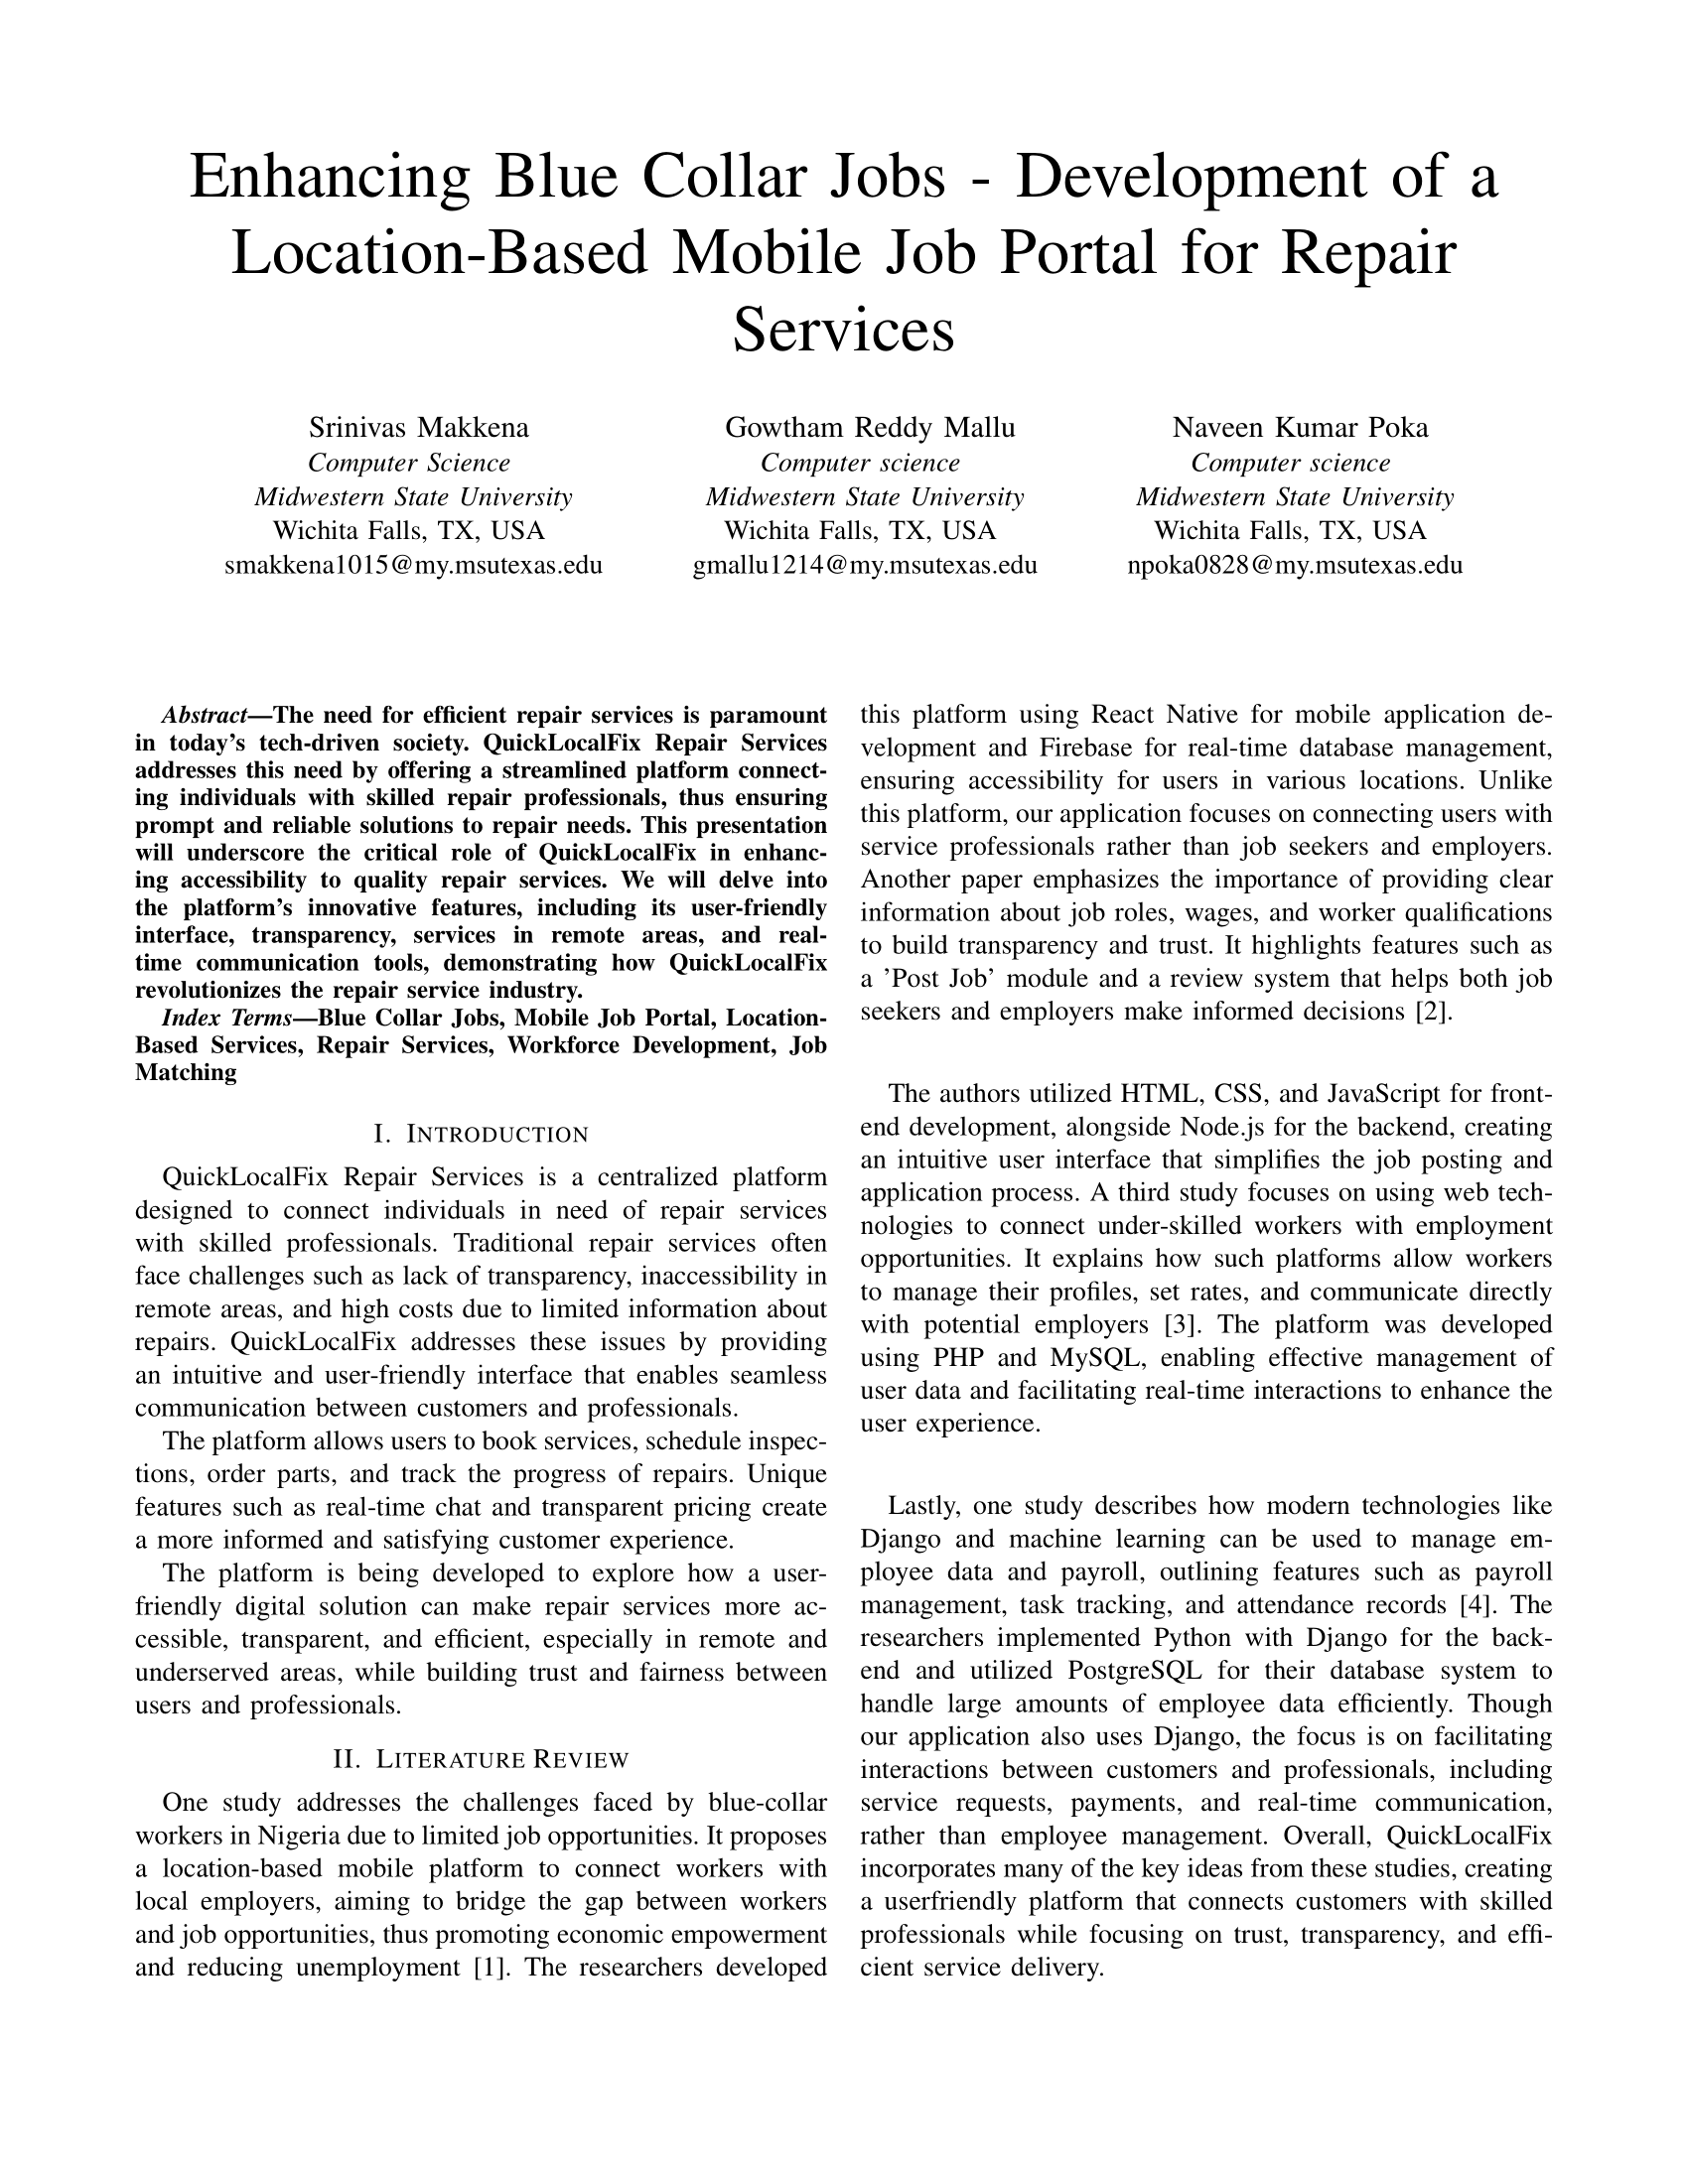 Enhancing Blue Collar Jobs - Development of a
Location-Based Mobile Job Portal for Repair
Services
Srinivas Makkena
Computer Science
Midwestern State University
Wichita Falls, TX, USA
smakkena1015@my.msutexas.edu
Gowtham Reddy Mallu
Computer science
Midwestern State University
Wichita Falls, TX, USA
gmallu1214@my.msutexas.edu
Naveen Kumar Poka
Computer science
Midwestern State University
Wichita Falls, TX, USA
npoka0828@my.msutexas.edu
Abstract—The need for efficient repair services is paramount
in today's tech-driven society. QuickLocalFix Repair Services
addresses this need by offering a streamlined platform connect-
ing individuals with skilled repair professionals, thus ensuring
prompt and reliable solutions to repair needs. This presentation
will underscore the critical role of QuickLocalFix in enhanc-
ing accessibility to quality repair services. We will delve into
the platform's innovative features, including its user-friendly
interface, transparency, services in remote areas, and real-
time communication tools, demonstrating how QuickLocalFix
revolutionizes the repair service industry.
Index Terms—Blue Collar Jobs, Mobile Job Portal, Location-
Based Services, Repair Services, Workforce Development, Job
Matching
I. INTRODUCTION
QuickLocalFix Repair Services is a centralized platform
designed to connect individuals in need of repair services
with skilled professionals. Traditional repair services often
face challenges such as lack of transparency, inaccessibility in
remote areas, and high costs due to limited information about
repairs. QuickLocalFix addresses these issues by providing
an intuitive and user-friendly interface that enables seamless
communication between customers and professionals.
The platform allows users to book services, schedule inspec-
tions, order parts, and track the progress of repairs. Unique
features such as real-time chat and transparent pricing create
a more informed and satisfying customer experience.
The platform is being developed to explore how a user-
friendly digital solution can make repair services more ac-
cessible, transparent, and efficient, especially in remote and
underserved areas, while building trust and fairness between
users and professionals.
II. LITERATURE REVIEW
One study addresses the challenges faced by blue-collar
workers in Nigeria due to limited job opportunities. It proposes
a location-based mobile platform to connect workers with
local employers, aiming to bridge the gap between workers
and job opportunities, thus promoting economic empowerment
and reducing unemployment [1]. The researchers developed
this platform using React Native for mobile application de-
velopment and Firebase for real-time database management,
ensuring accessibility for users in various locations. Unlike
this platform, our application focuses on connecting users with
service professionals rather than job seekers and employers.
Another paper emphasizes the importance of providing clear
information about job roles, wages, and worker qualifications
to build transparency and trust. It highlights features such as
a 'Post Job' module and a review system that helps both job
seekers and employers make informed decisions [2].
The authors utilized HTML, CSS, and JavaScript for front-
end development, alongside Node.js for the backend, creating
an intuitive user interface that simplifies the job posting and
application process. A third study focuses on using web tech-
nologies to connect under-skilled workers with employment
opportunities. It explains how such platforms allow workers
to manage their profiles, set rates, and communicate directly
with potential employers [3]. The platform was developed
using PHP and MySQL, enabling effective management of
user data and facilitating real-time interactions to enhance the
user experience.
Lastly, one study describes how modern technologies like
Django and machine learning can be used to manage em-
ployee data and payroll, outlining features such as payroll
management, task tracking, and attendance records [4]. The
researchers implemented Python with Django for the back-
end and utilized PostgreSQL for their database system to
handle large amounts of employee data efficiently. Though
our application also uses Django, the focus is on facilitating
interactions between customers and professionals, including
service requests, payments, and real-time communication,
rather than employee management. Overall, QuickLocalFix
incorporates many of the key ideas from these studies, creating
a userfriendly platform that connects customers with skilled
professionals while focusing on trust, transparency, and effi-
cient service delivery.